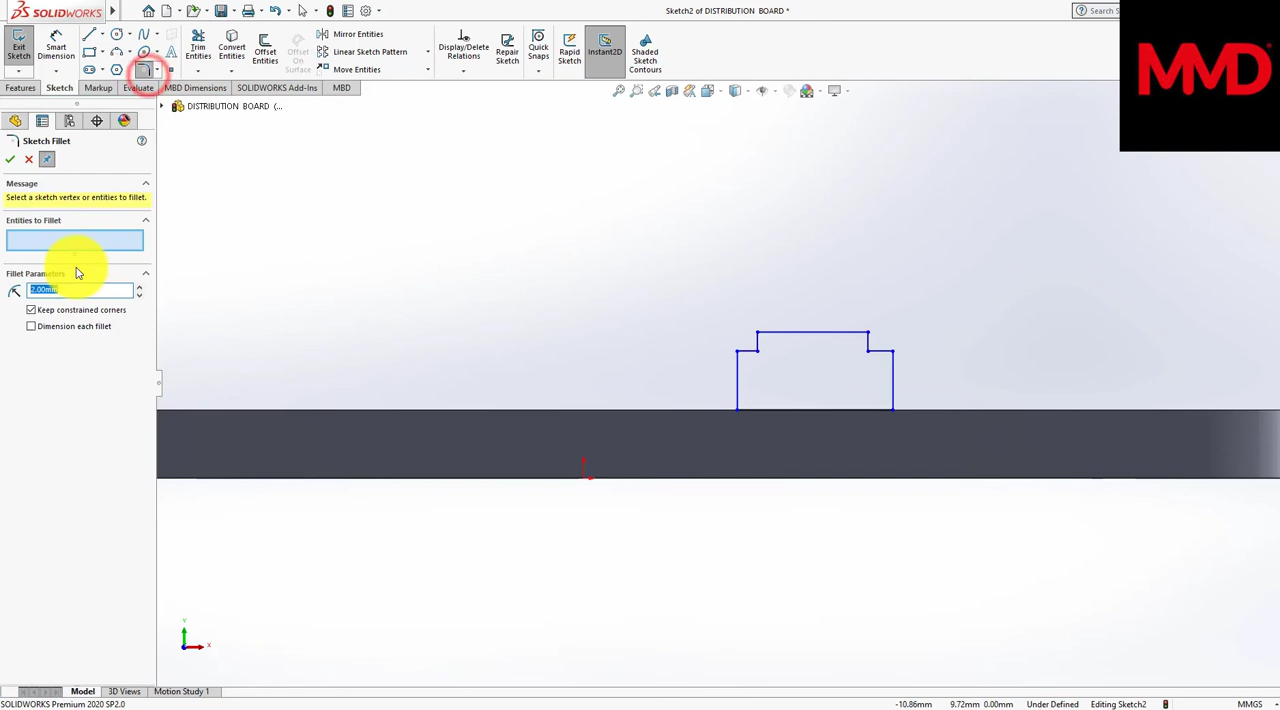 SOLIDWORKS
Sketch2 of DISTRIBUTION BOARD *
Search S
MMD
Exit Sketch
Smart Dimension
Trim Entities
Convert Entities
Offset Entities
Offset On Surface
Mirror Entities
Linear Sketch Pattern
Move Entities
Display/Delete Relations
Repair Sketch
Quick Snaps
Rapid Sketch
Instant2D
Shaded Sketch Contours
Features
Sketch
Markup
Evaluate
MBD Dimensions
SOLIDWORKS Add-Ins
MBD
DISTRIBUTION BOARD (...
Sketch Fillet
Message
Select a sketch vertex or entities to fillet.
Entities to Fillet
Fillet Parameters
2.00mm
Keep constrained corners
Dimension each fillet
Y
X
Model
3D Views
Motion Study 1
SOLIDWORKS Premium 2020 SP2.0
-10.86mm
9.72mm 0.00mm
Under Defined
Editing Sketch2
MMGS